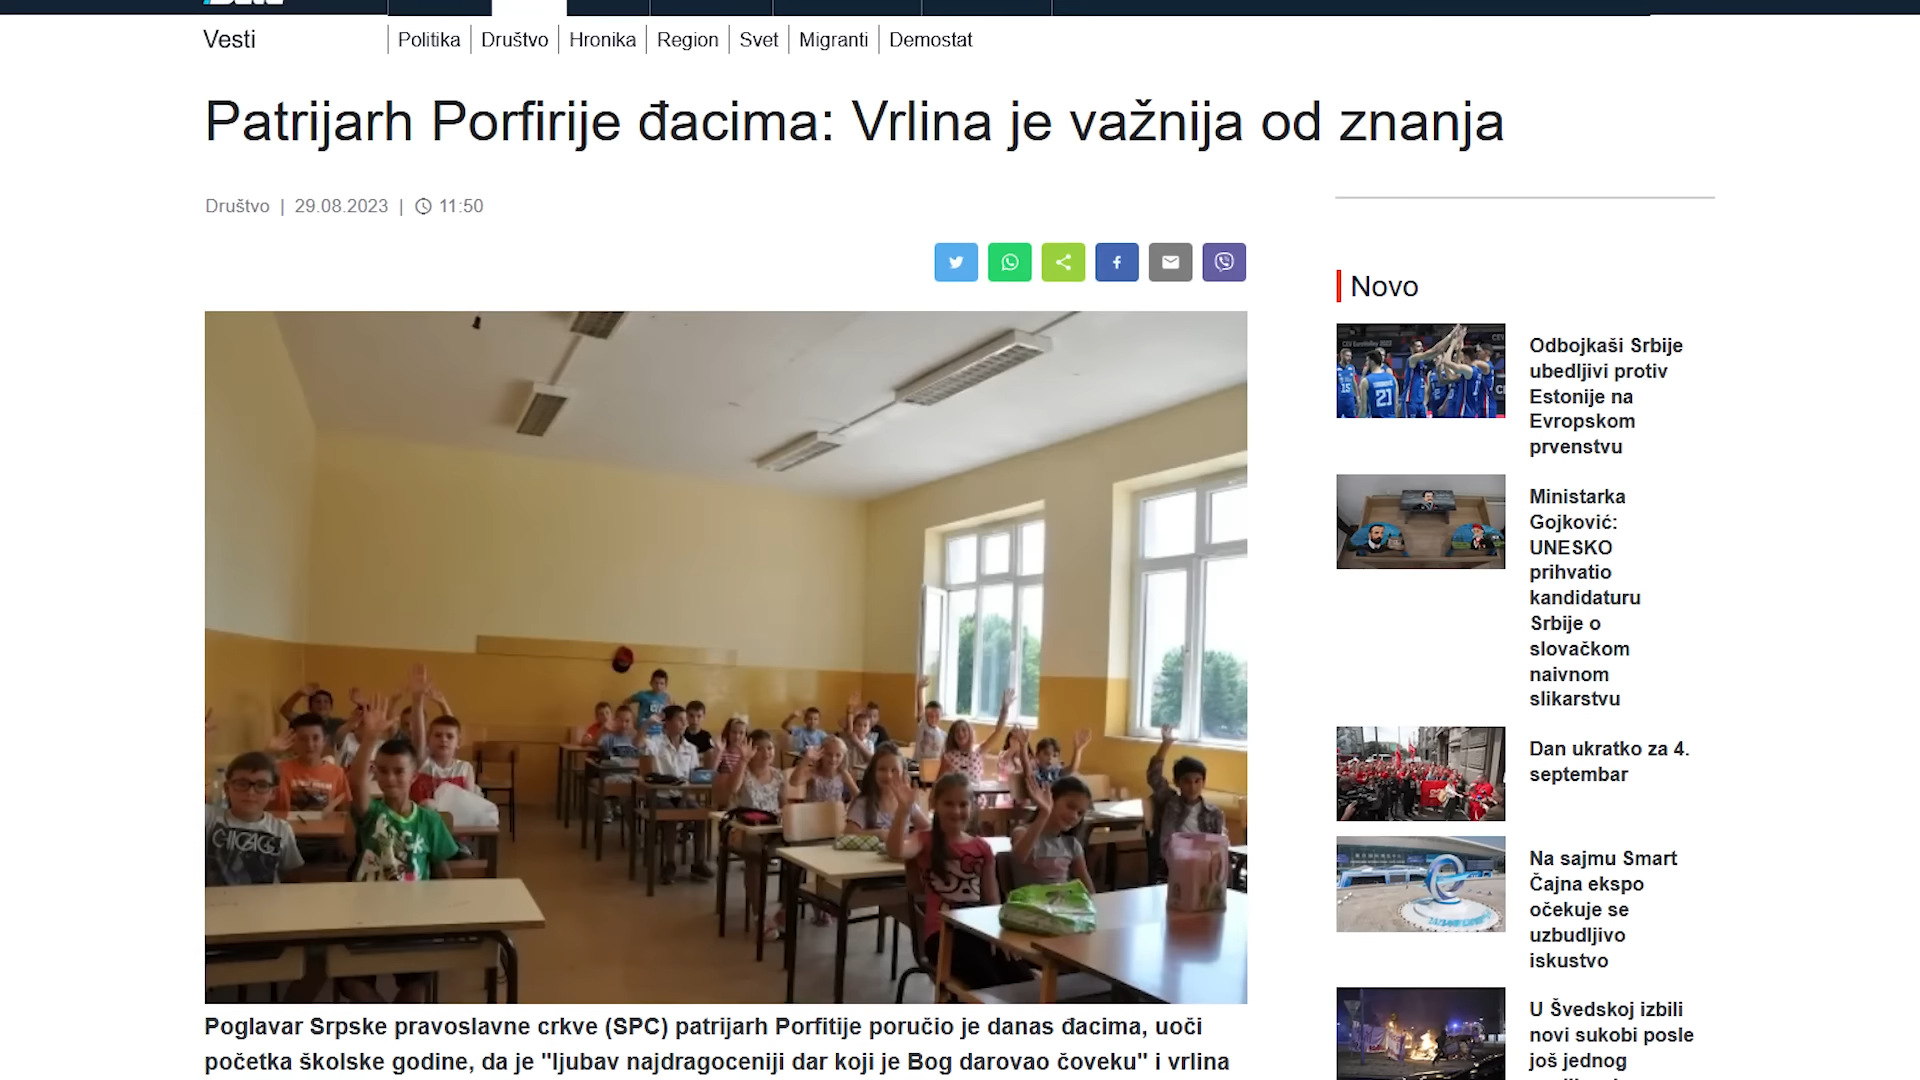 Vesti
Politika
Društvo
Hronika
Region
Svet
Migranti
Demostat
Patrijarh Porfirije đacima: Vrlina je važnija od znanja
Društvo | 29.08.2023 | 11:50
Novo
Odbojkaši Srbije
ubedljivi protiv
Estonije na
Evropskom
prvenstvu
Ministarka
Gojković:
UNESKO
prihvatio
kandidaturu
Srbije o
slovačkom
naivnom
slikarstvu
Dan ukratko za 4.
septembar
Na sajmu Smart
Čajna ekspo
očekuje se
uzbudljivo
iskustvo
U Švedskoj izbili
novi sukobi posle
još jednog
Poglavar Srpske pravoslavne crkve (SPC) patrijarh Porfitije poručio je danas đacima, uoči
početka školske godine, da je "ljubav najdragoceniji dar koji je Bog darovao čoveku" i vrlina